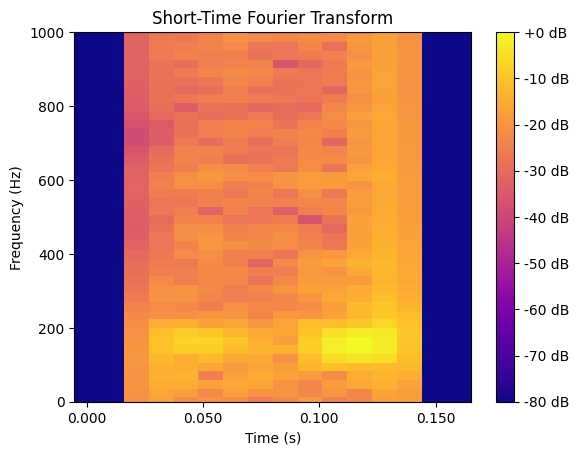 Short-Time Fourier Transform
1000
800
600
400
200
0
Frequency (Hz)
0.000
0.050
0.100
0.150
Time (s)
+0 dB
-10 dB
-20 dB
-30 dB
-40 dB
-50 dB
-60 dB
-70 dB
-80 dB